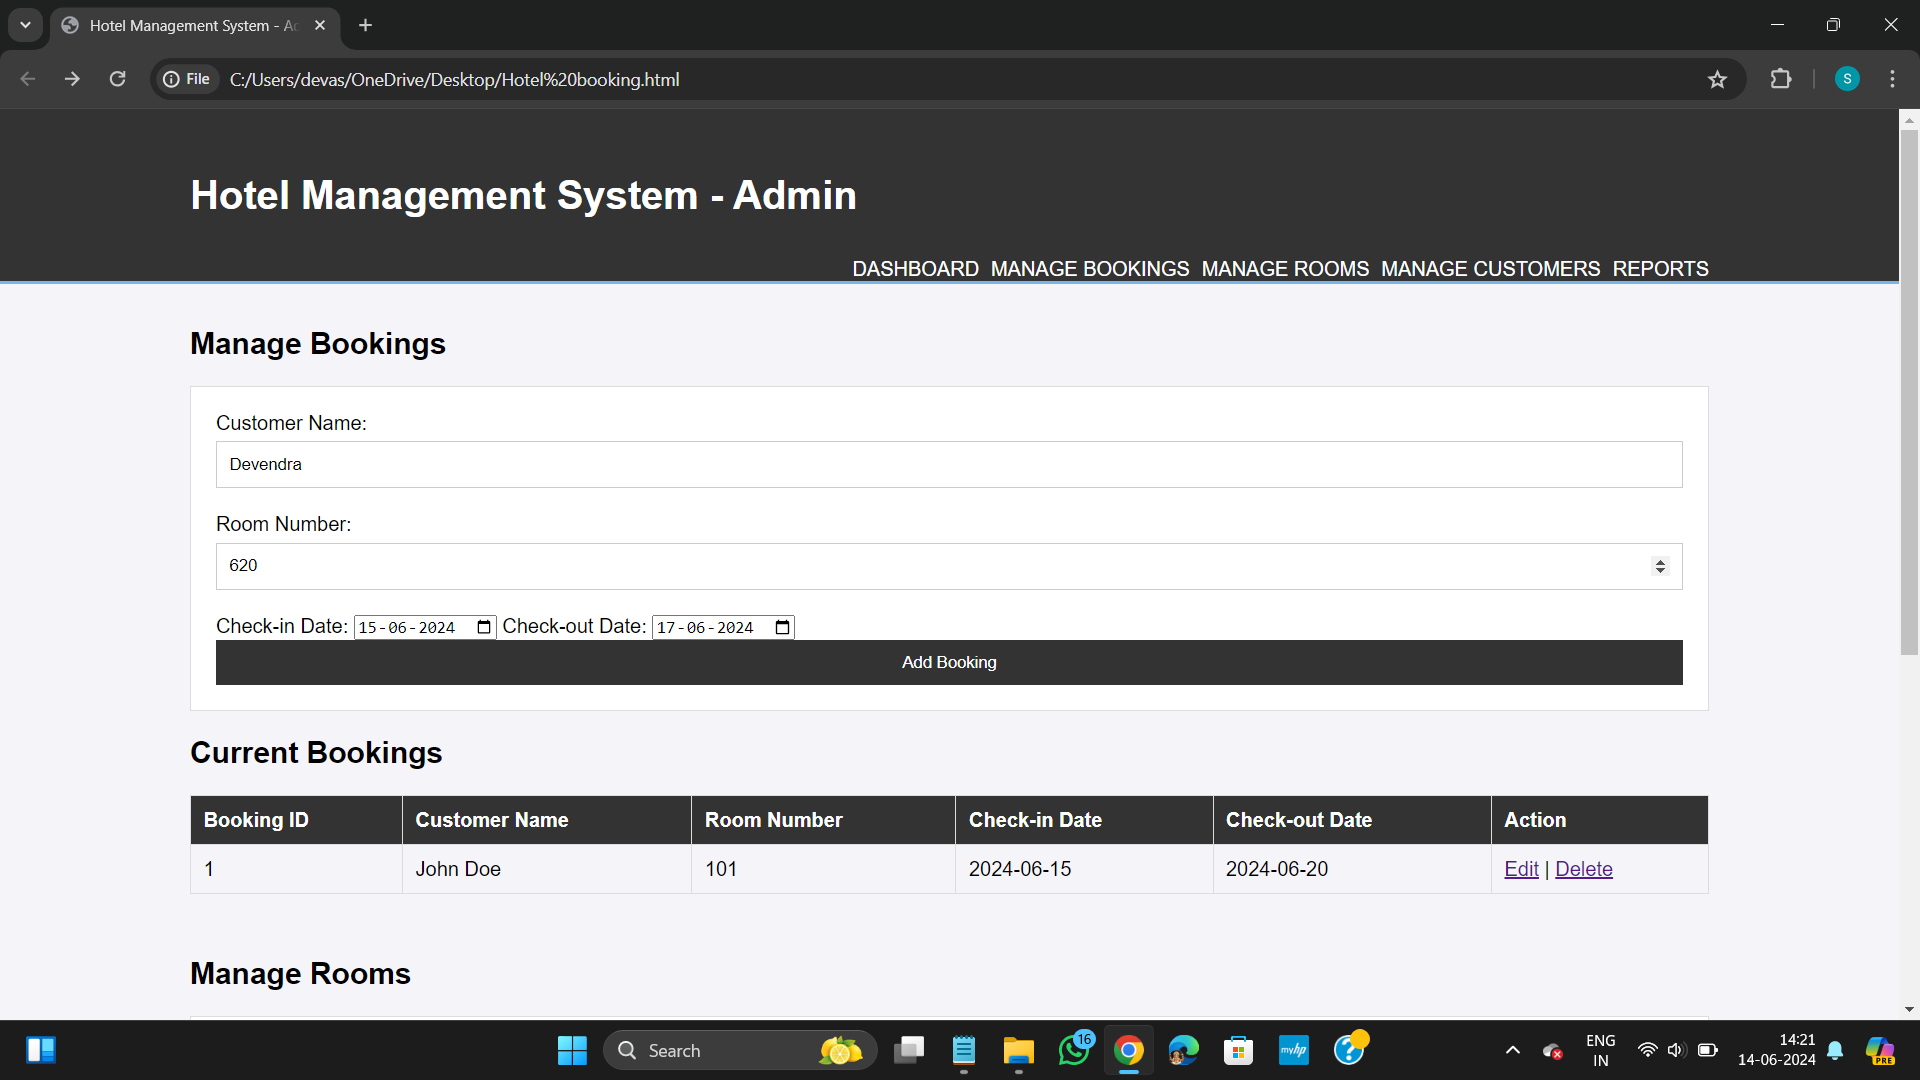 Hotel Management System - Ad
File C:/Users/devas/OneDrive/Desktop/Hotel%20booking.html S
Hotel Management System - Admin
DASHBOARD MANAGE BOOKINGS MANAGE ROOMS MANAGE CUSTOMERS REPORTS
Manage Bookings
Customer Name:
Devendra
Room Number:
620
Check-in Date: 15-06-2024 Check-out Date: 17-06-2024
Add Booking
Current Bookings
Booking ID Customer Name Room Number Check-in Date Check-out Date Action
1 John Doe 101 2024-06-15 2024-06-20 Edit | Delete
Manage Rooms
Search 16 myhp ENG 14:21
IN 14-06-2024 PRE